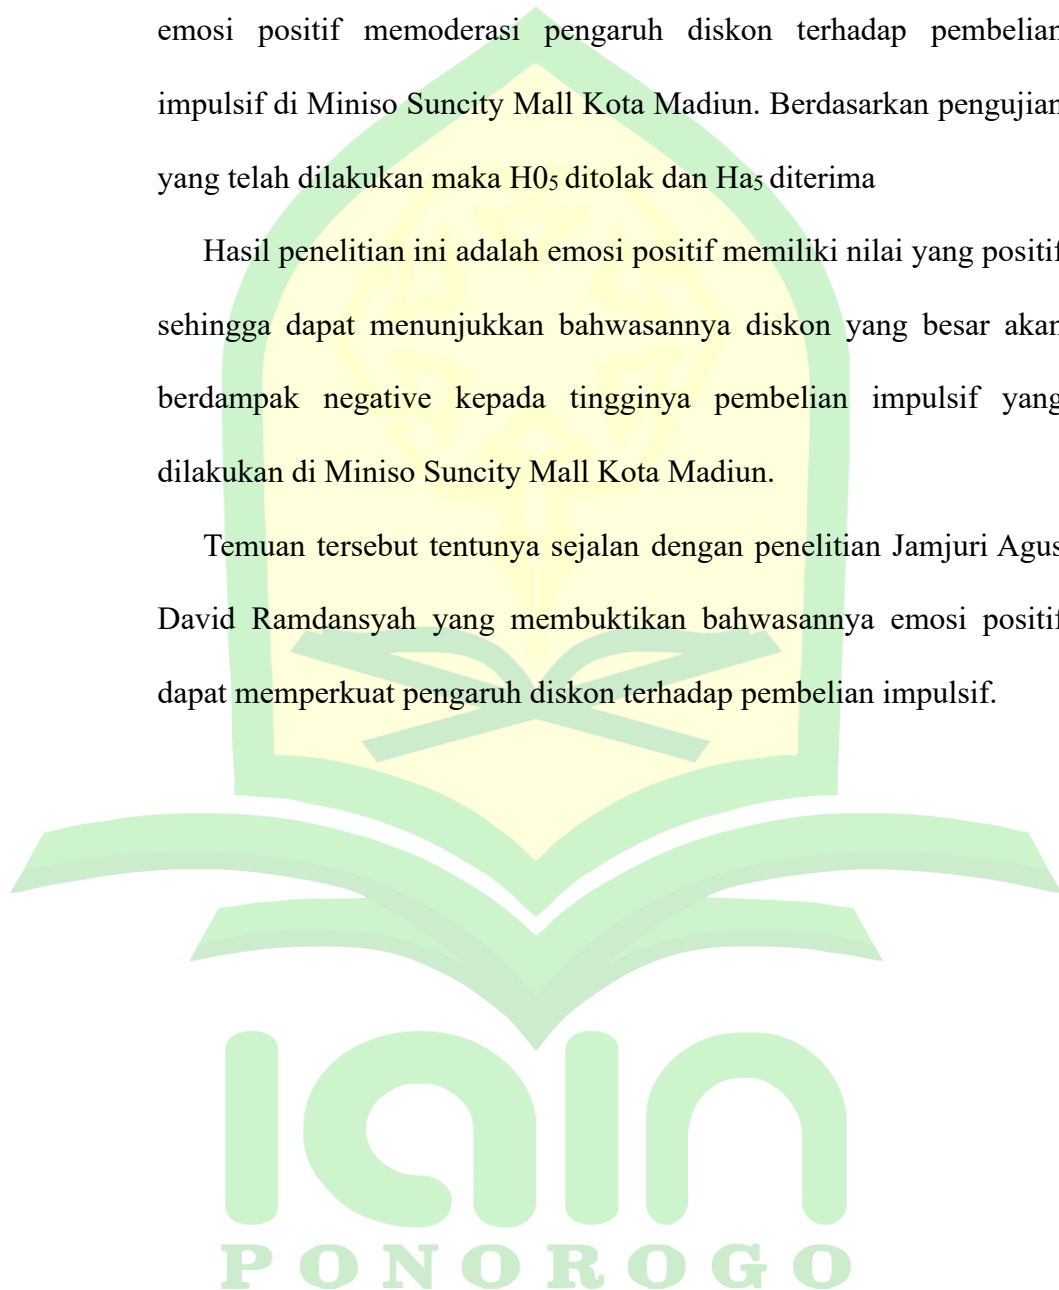 emosi positif memoderasi pengaruh diskon terhadap pembelian
impulsif di Miniso Suncity Mall Kota Madiun. Berdasarkan pengujian
yang telah dilakukan maka H0₅ ditolak dan Ha₅ diterima
Hasil penelitian ini adalah emosi positif memiliki nilai yang positif
sehingga dapat menunjukkan bahwasannya diskon yang besar akan
berdampak negative kepada tingginya pembelian impulsif yang
dilakukan di Miniso Suncity Mall Kota Madiun.
Temuan tersebut tentunya sejalan dengan penelitian Jamjuri Agus
David Ramdansyah yang membuktikan bahwasannya emosi positif
dapat memperkuat pengaruh diskon terhadap pembelian impulsif.
iain
PONOROGO